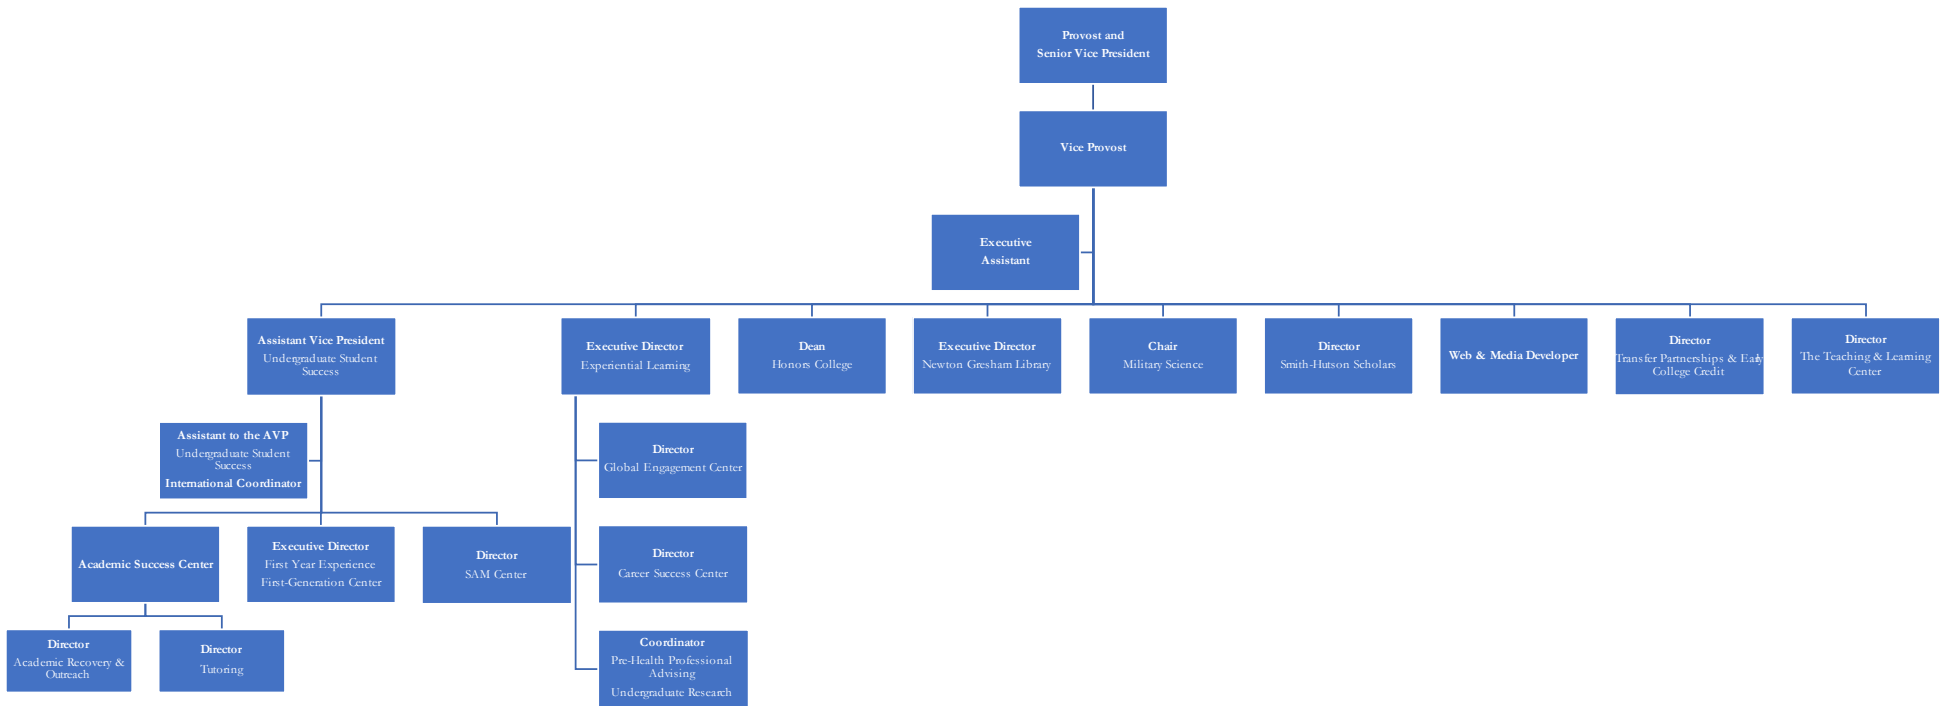 Provost and
Senior Vice President
Vice Provost
Executive
Assistant
Assistant Vice President
Undergraduate Student
Success
Executive Director
Experiential Learning
Dean
Honors College
Executive Director
Newton Gresham Library
Chair
Military Science
Director
Smith-Hutson Scholars
Web & Media Developer
Director
Transfer Partnerships & Early
College Credit
Director
The Teaching & Learning
Center
Assistant to the AVP
Undergraduate Student
Success
International Coordinator
Director
Global Engagement Center
Academic Success Center
Executive Director
First Year Experience
First-Generation Center
Director
SAM Center
Director
Career Success Center
Director
Academic Recovery &
Outreach
Director
Tutoring
Coordinator
Pre-Health Professional
Advising
Undergraduate Research